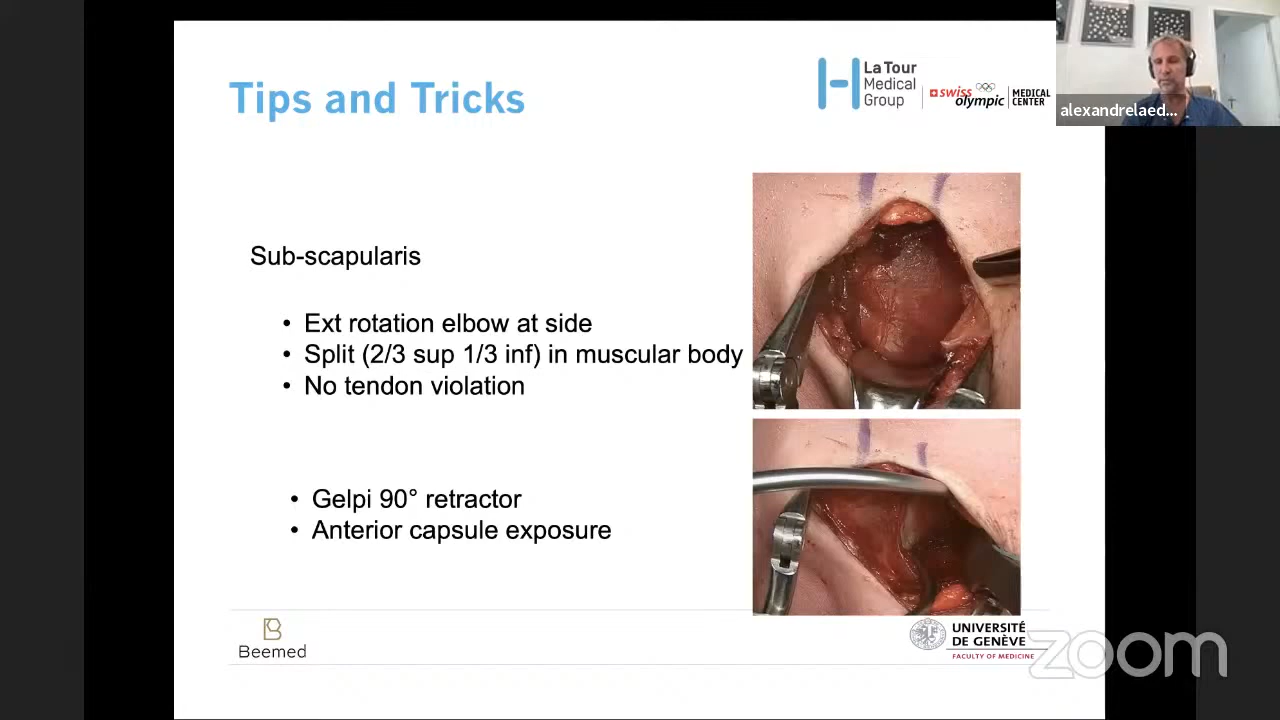 Tips and Tricks
La Tour
Medical
Group
swiss
olympic
MEDICAL
CENTER
alexandrelaed...
Sub-scapularis
• Ext rotation elbow at side
• Split (2/3 sup 1/3 inf) in muscular body
• No tendon violation
• Gelpi 90° retractor
• Anterior capsule exposure
Beemed
UNIVERSITÉ
DE GENÈVE
FACULTY OF MEDICINE
zoom